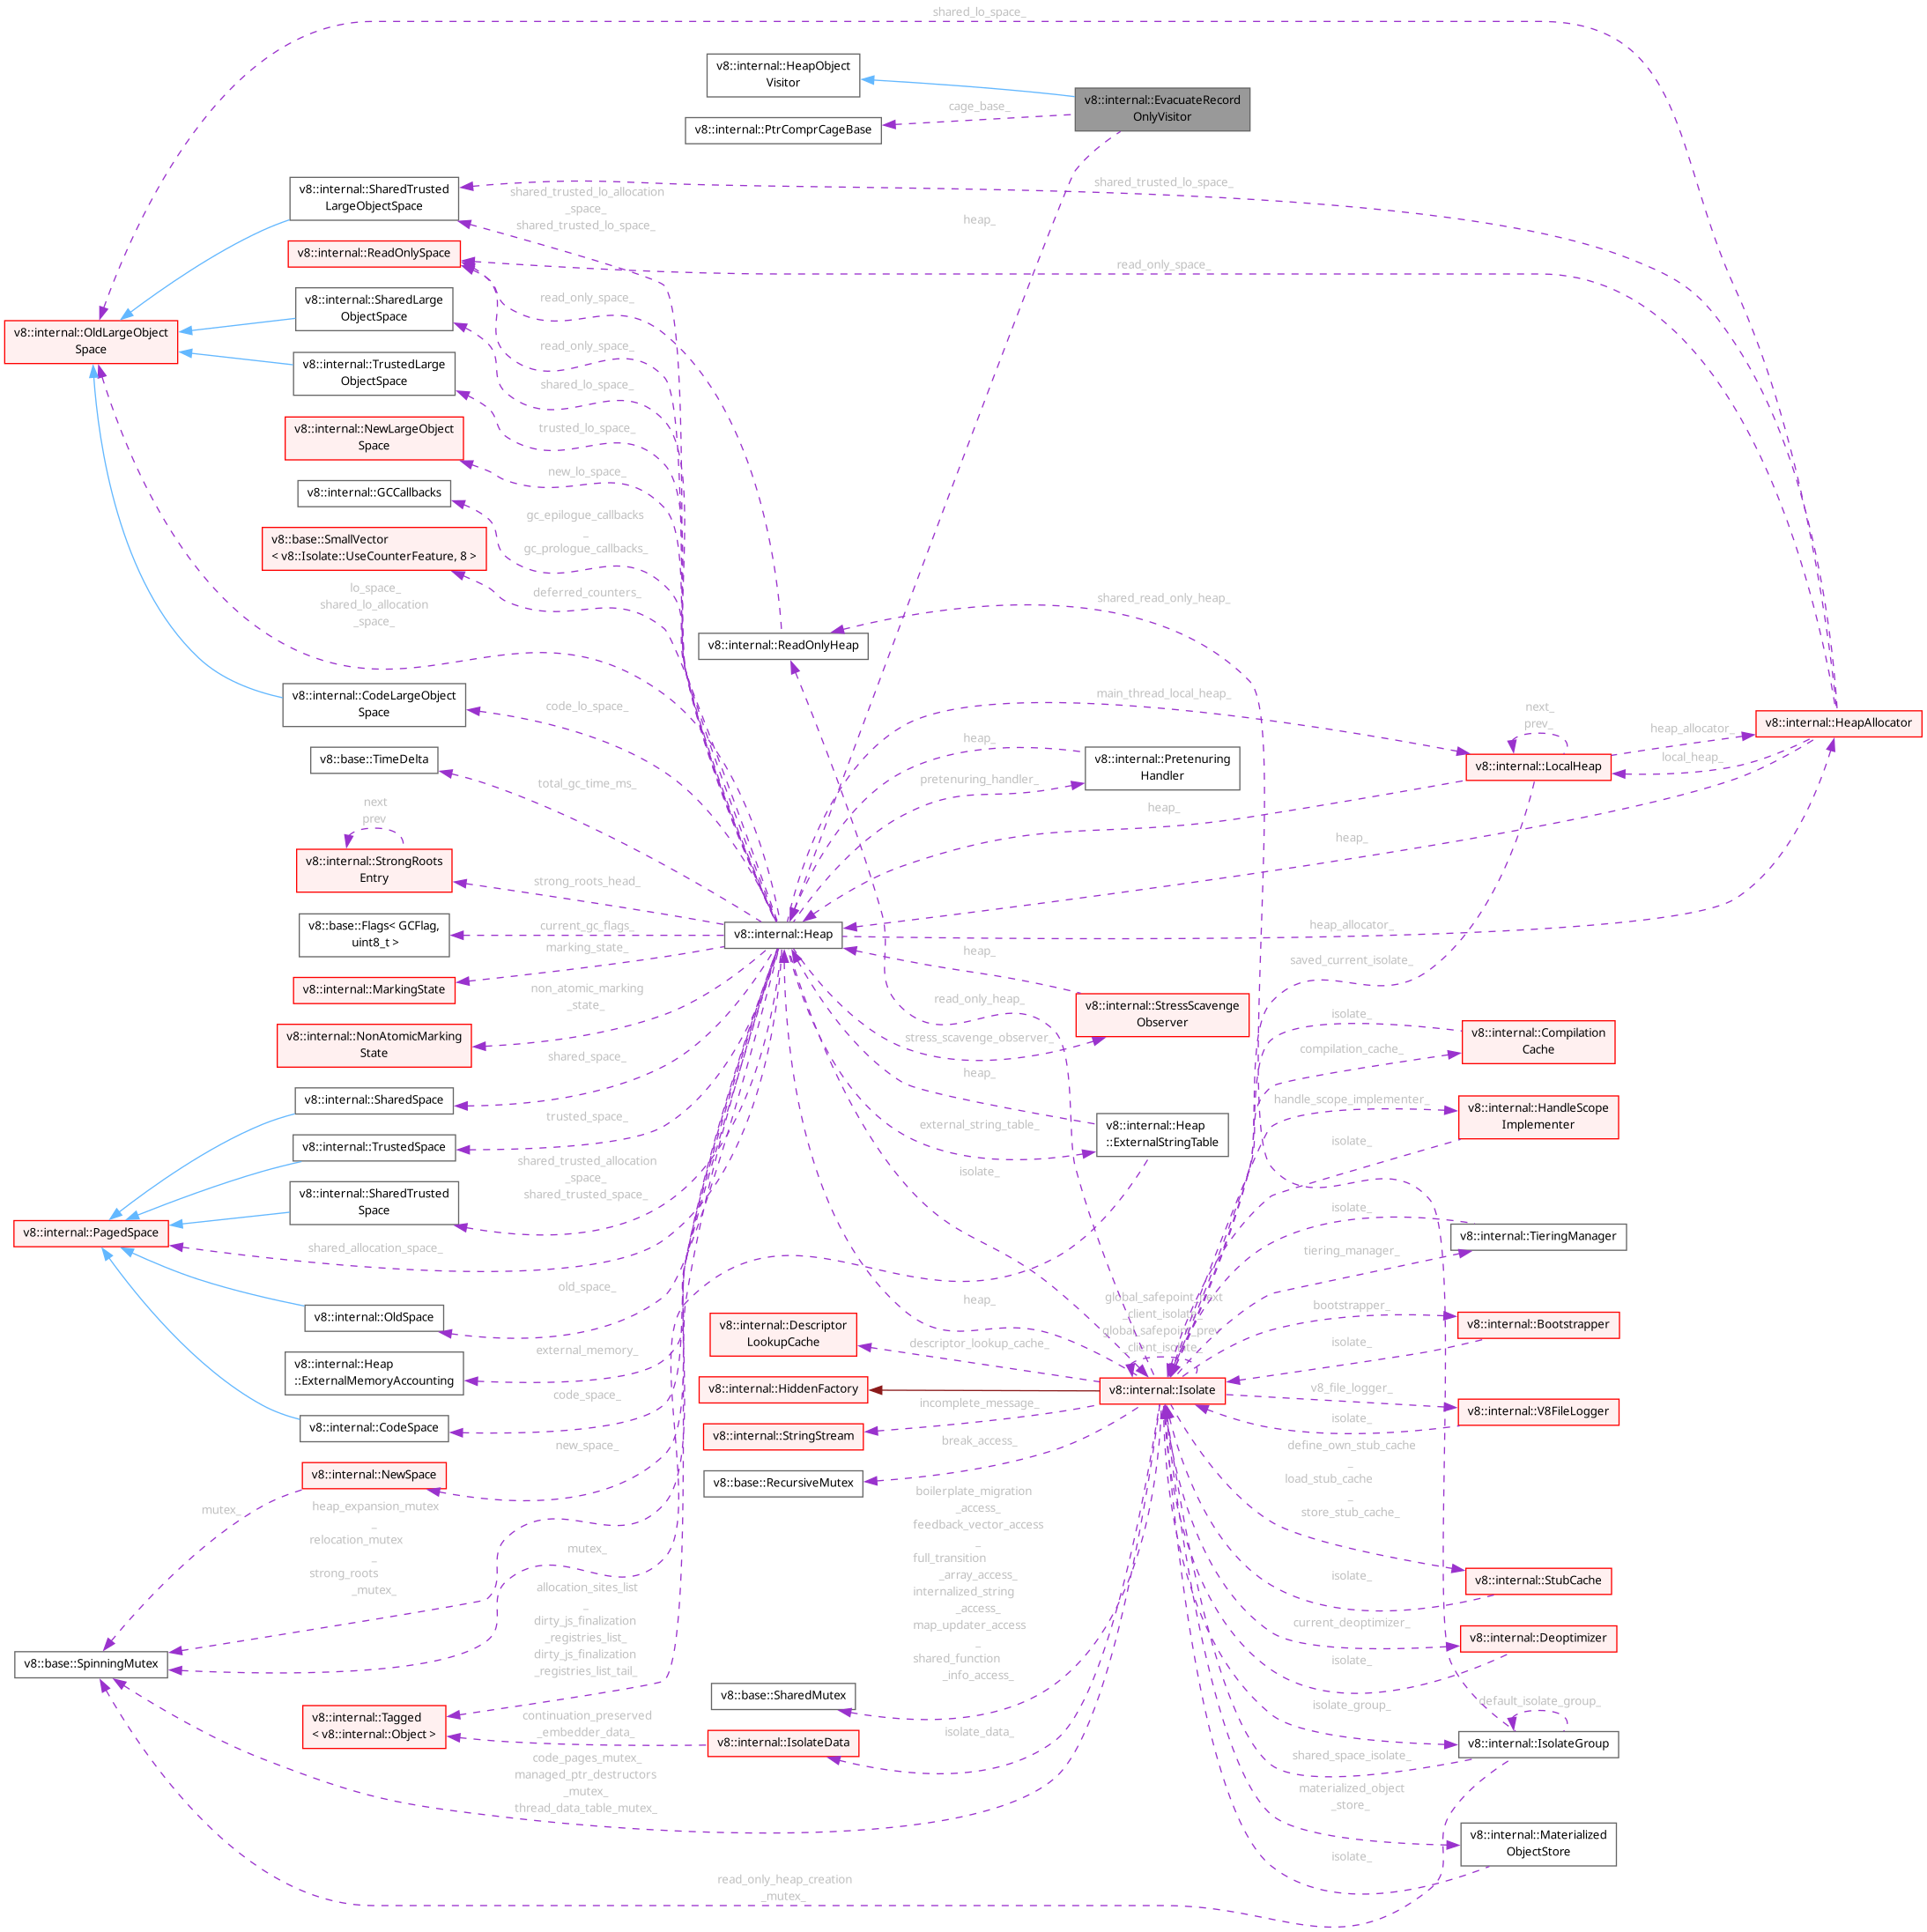 shared_lo_space_
v8::internal::HeapObject
Visitor
v8::internal::EvacuateRecord
OnlyVisitor
cage_base_
v8::internal::PtrComprCageBase
v8::internal::SharedTrusted
LargeObjectSpace
shared_trusted_lo_allocation
_space_
shared_trusted_lo_space_
shared_trusted_lo_space_
heap_
v8::internal::ReadOnlySpace
read_only_space_
v8::internal::SharedLarge
ObjectSpace
read_only_space_
v8::internal::OldLargeObject
Space
read_only_space_
v8::internal::TrustedLarge
ObjectSpace
shared_lo_space_
v8::internal::NewLargeObject
Space
trusted_lo_space_
new_lo_space_
v8::internal::GCCallbacks
gc_epilogue_callbacks
_
gc_prologue_callbacks_
v8::base::SmallVector
< v8::Isolate::UseCounterFeature, 8 >
deferred_counters_
lo_space_
shared_lo_allocation
_space_
shared_read_only_heap_
v8::internal::ReadOnlyHeap
v8::internal::CodeLargeObject
Space
code_lo_space_
main_thread_local_heap_
next_
prev_
heap_allocator_
v8::internal::HeapAllocator
v8::base::TimeDelta
total_gc_time_ms_
heap_
v8::internal::Pretenuring
Handler
pretenuring_handler_
v8::internal::LocalHeap
local_heap_
next
prev
heap_
v8::internal::StrongRoots
Entry
strong_roots_head_
heap_
v8::base::Flags< GCFlag,
uint8_t >
current_gc_flags_
v8::internal::Heap
heap_allocator_
marking_state_
heap_
saved_current_isolate_
v8::internal::MarkingState
non_atomic_marking
_state_
read_only_heap_
v8::internal::StressScavenge
Observer
isolate_
v8::internal::NonAtomicMarking
State
stress_scavenge_observer_
compilation_cache_
v8::internal::Compilation
Cache
shared_space_
heap_
v8::internal::SharedSpace
handle_scope_implementer_
v8::internal::HandleScope
Implementer
trusted_space_
external_string_table_
v8::internal::Heap
::ExternalStringTable
isolate_
v8::internal::TrustedSpace
shared_trusted_allocation
_space_
shared_trusted_space_
isolate_
v8::internal::SharedTrusted
Space
isolate_
v8::internal::PagedSpace
v8::internal::TieringManager
shared_allocation_space_
tiering_manager_
old_space_
heap_
global_safepoint_next
_client_isolate_
global_safepoint_prev
_client_isolate_
v8::internal::OldSpace
v8::internal::Descriptor
LookupCache
bootstrapper_
v8::internal::Bootstrapper
external_memory_
descriptor_lookup_cache_
isolate_
v8::internal::Heap
::ExternalMemoryAccounting
code_space_
v8::internal::HiddenFactory
v8::internal::Isolate
v8_file_logger_
v8::internal::V8FileLogger
v8::internal::CodeSpace
incomplete_message_
isolate_
v8::internal::StringStream
new_space_
break_access_
define_own_stub_cache
_
load_stub_cache
_
store_stub_cache_
v8::internal::NewSpace
v8::base::RecursiveMutex
mutex_
heap_expansion_mutex
_
relocation_mutex
_
strong_roots
_mutex_
boilerplate_migration
_access_
feedback_vector_access
_
full_transition
_array_access_
internalized_string
_access_
map_updater_access
_
shared_function
_info_access_
mutex_
isolate_
v8::internal::StubCache
allocation_sites_list
_
dirty_js_finalization
_registries_list_
dirty_js_finalization
_registries_list_tail_
current_deoptimizer_
v8::internal::Deoptimizer
v8::base::SpinningMutex
isolate_
v8::base::SharedMutex
v8::internal::Tagged
< v8::internal::Object >
continuation_preserved
_embedder_data_
v8::internal::IsolateData
isolate_data_
isolate_group_
default_isolate_group_
v8::internal::IsolateGroup
shared_space_isolate_
code_pages_mutex_
managed_ptr_destructors
_mutex_
thread_data_table_mutex_
materialized_object
_store_
v8::internal::Materialized
ObjectStore
isolate_
read_only_heap_creation
_mutex_